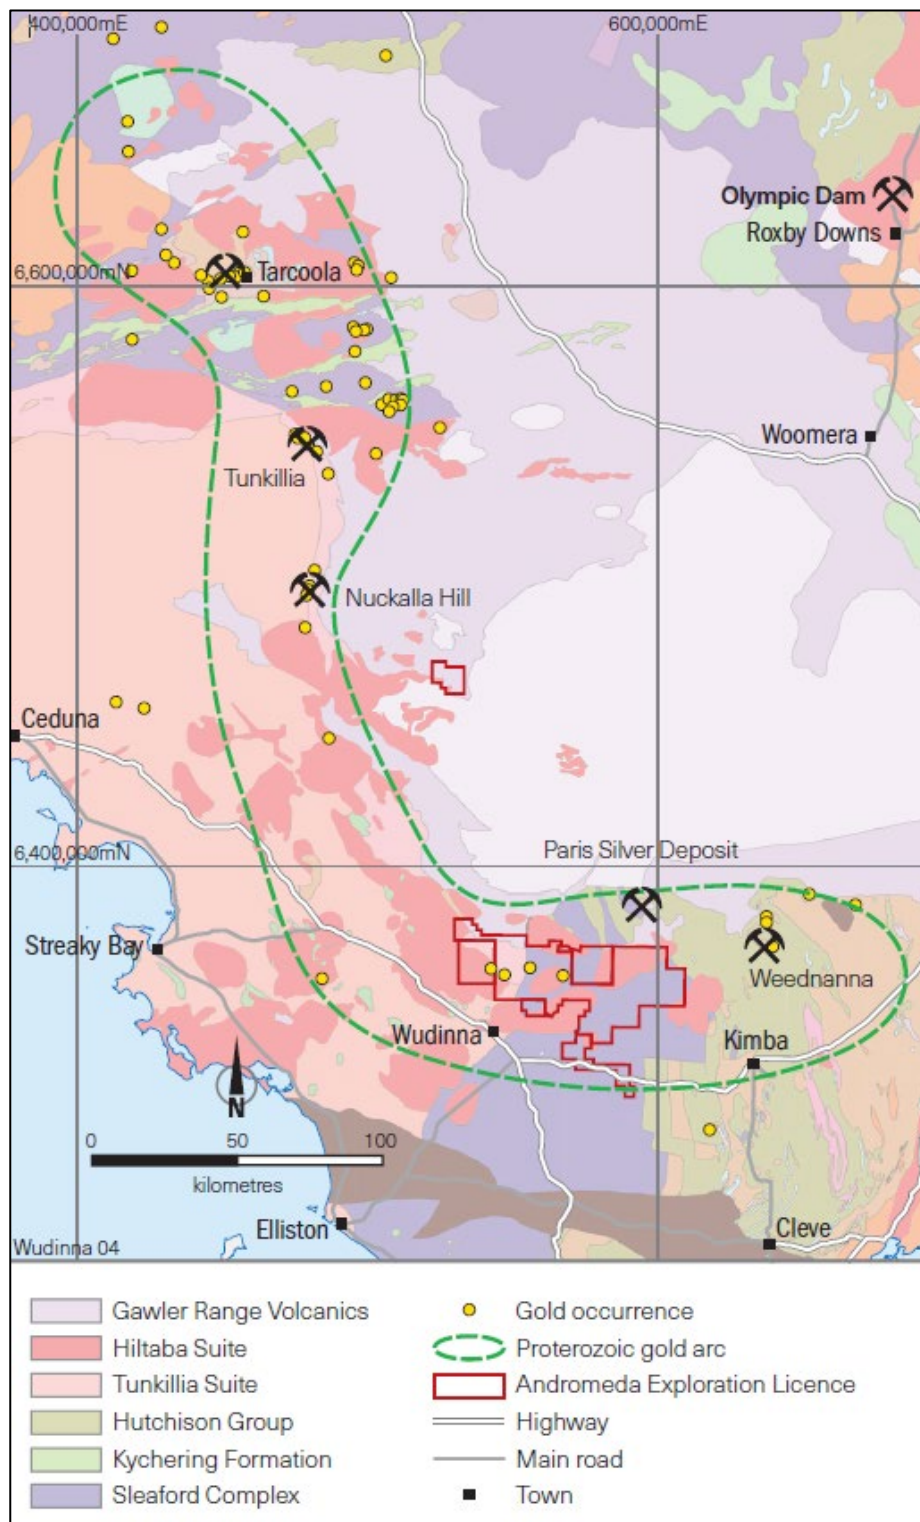 400,000mE
600,000mE
Olympic Dam
Roxby Downs
6,600,000mN
Tarcoola
Woomera
Tunkillia
Nuckalla Hill
Ceduna
6,400,000mN
Paris Silver Deposit
Streaky Bay
Weednanna
Wudinna
Kimba
N
0 50 100
kilometres
Elliston
Cleve
Wudinna 04
Gawler Range Volcanics
Hiltaba Suite
Tunkillia Suite
Hutchison Group
Kychering Formation
Sleaford Complex
Gold occurrence
Proterozoic gold arc
Andromeda Exploration Licence
Highway
Main road
Town